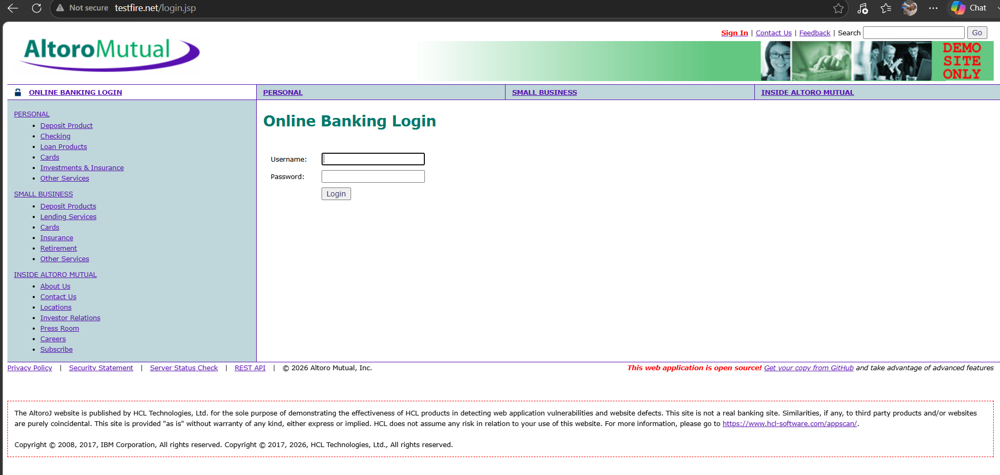 Not secure testfire.net/login.jsp
Chat
Sign In | Contact Us | Feedback | Search Go
AltoroMutual
DEMO
SITE
ONLY
ONLINE BANKING LOGIN PERSONAL SMALL BUSINESS INSIDE ALTORO MUTUAL
PERSONAL
• Deposit Product
• Checking
• Loan Products
• Cards
• Investments & Insurance
• Other Services
SMALL BUSINESS
• Deposit Products
• Lending Services
• Cards
• Insurance
• Retirement
• Other Services
INSIDE ALTORO MUTUAL
• About Us
• Contact Us
• Locations
• Investor Relations
• Press Room
• Careers
• Subscribe
Online Banking Login
Username:
Password:
Login
Privacy Policy | Security Statement | Server Status Check | REST API | © 2026 Altoro Mutual, Inc.
This web application is open source! Get your copy from GitHub and take advantage of advanced features
The AltoroJ website is published by HCL Technologies, Ltd. for the sole purpose of demonstrating the effectiveness of HCL products in detecting web application vulnerabilities and website defects. This site is not a real banking site. Similarities, if any, to third party products and/or websites
are purely coincidental. This site is provided "as is" without warranty of any kind, either express or implied. HCL does not assume any risk in relation to your use of this website. For more information, please go to https://www.hcl-software.com/appscan/.
Copyright © 2008, 2017, IBM Corporation, All rights reserved. Copyright © 2017, 2026, HCL Technologies, Ltd., All rights reserved.